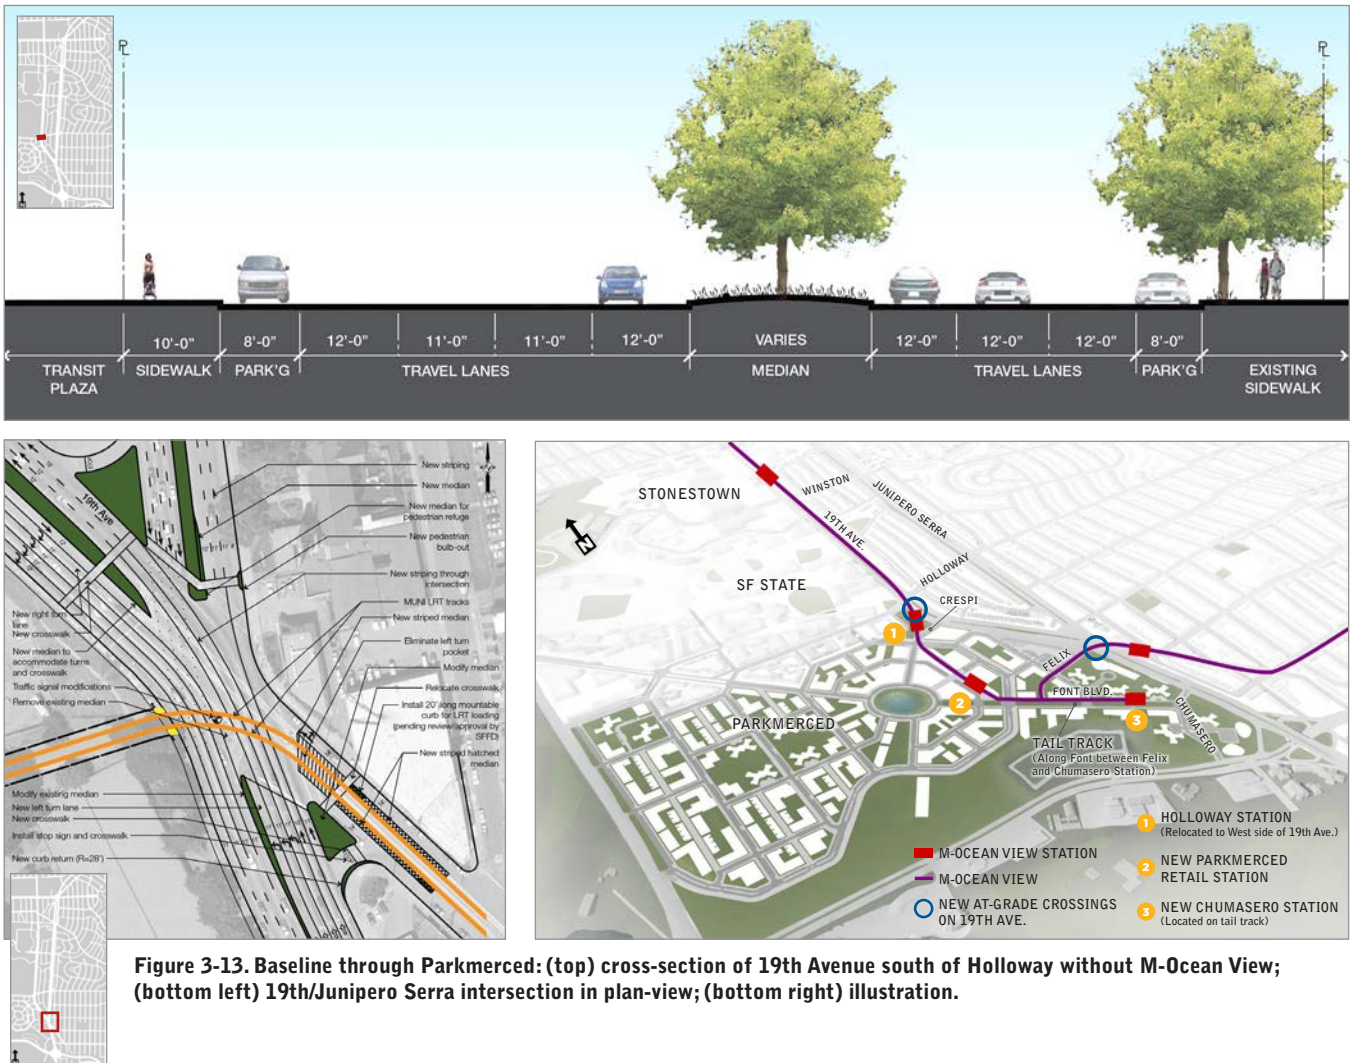 PL
PL
10'-0"
8'-0"
12'-0"
11'-0"
11'-0"
12'-0"
VARIES
12'-0"
12'-0"
12'-0"
8'-0"
TRANSIT
PLAZA
SIDEWALK
PARK'G
TRAVEL LANES
MEDIAN
TRAVEL LANES
PARK'G
EXISTING
SIDEWALK
19th Ave
New striping
New median
New median for
pedestrian refuge
New pedestrian
bulb-out
New striping through
intersection
MUNI LRT tracks
New striped median
Eliminate left turn
pocket
Modify median
Relocate crosswalk
Install 20' long mountable
curb for LRT loading
(pending review/approval by
SFFD)
New striped hatched
median
New right turn
lane
New crosswalk
New median to
accommodate turns
and crosswalk
Traffic signal modifications
Remove existing median
Modify existing median
New left turn lane
New crosswalk
Install stop sign and crosswalk
New curb return (R=28')
STONESTOWN
WINSTON
JUNIPERO SERRA
19TH AVE.
N
SF STATE
HOLLOWAY
CRESPI
1
FELIX
2
FONT BLVD.
3
CHUMASERO
PARKMERCED
TAIL TRACK
(Along Font between Felix
and Chumasero Station)
M-OCEAN VIEW STATION
M-OCEAN VIEW
NEW AT-GRADE CROSSINGS
ON 19TH AVE.
1 HOLLOWAY STATION
(Relocated to West side of 19th Ave.)
2 NEW PARKMERCED
RETAIL STATION
3 NEW CHUMASERO STATION
(Located on tail track)
Figure 3-13. Baseline through Parkmerced: (top) cross-section of 19th Avenue south of Holloway without M-Ocean View;
(bottom left) 19th/Junipero Serra intersection in plan-view; (bottom right) illustration.